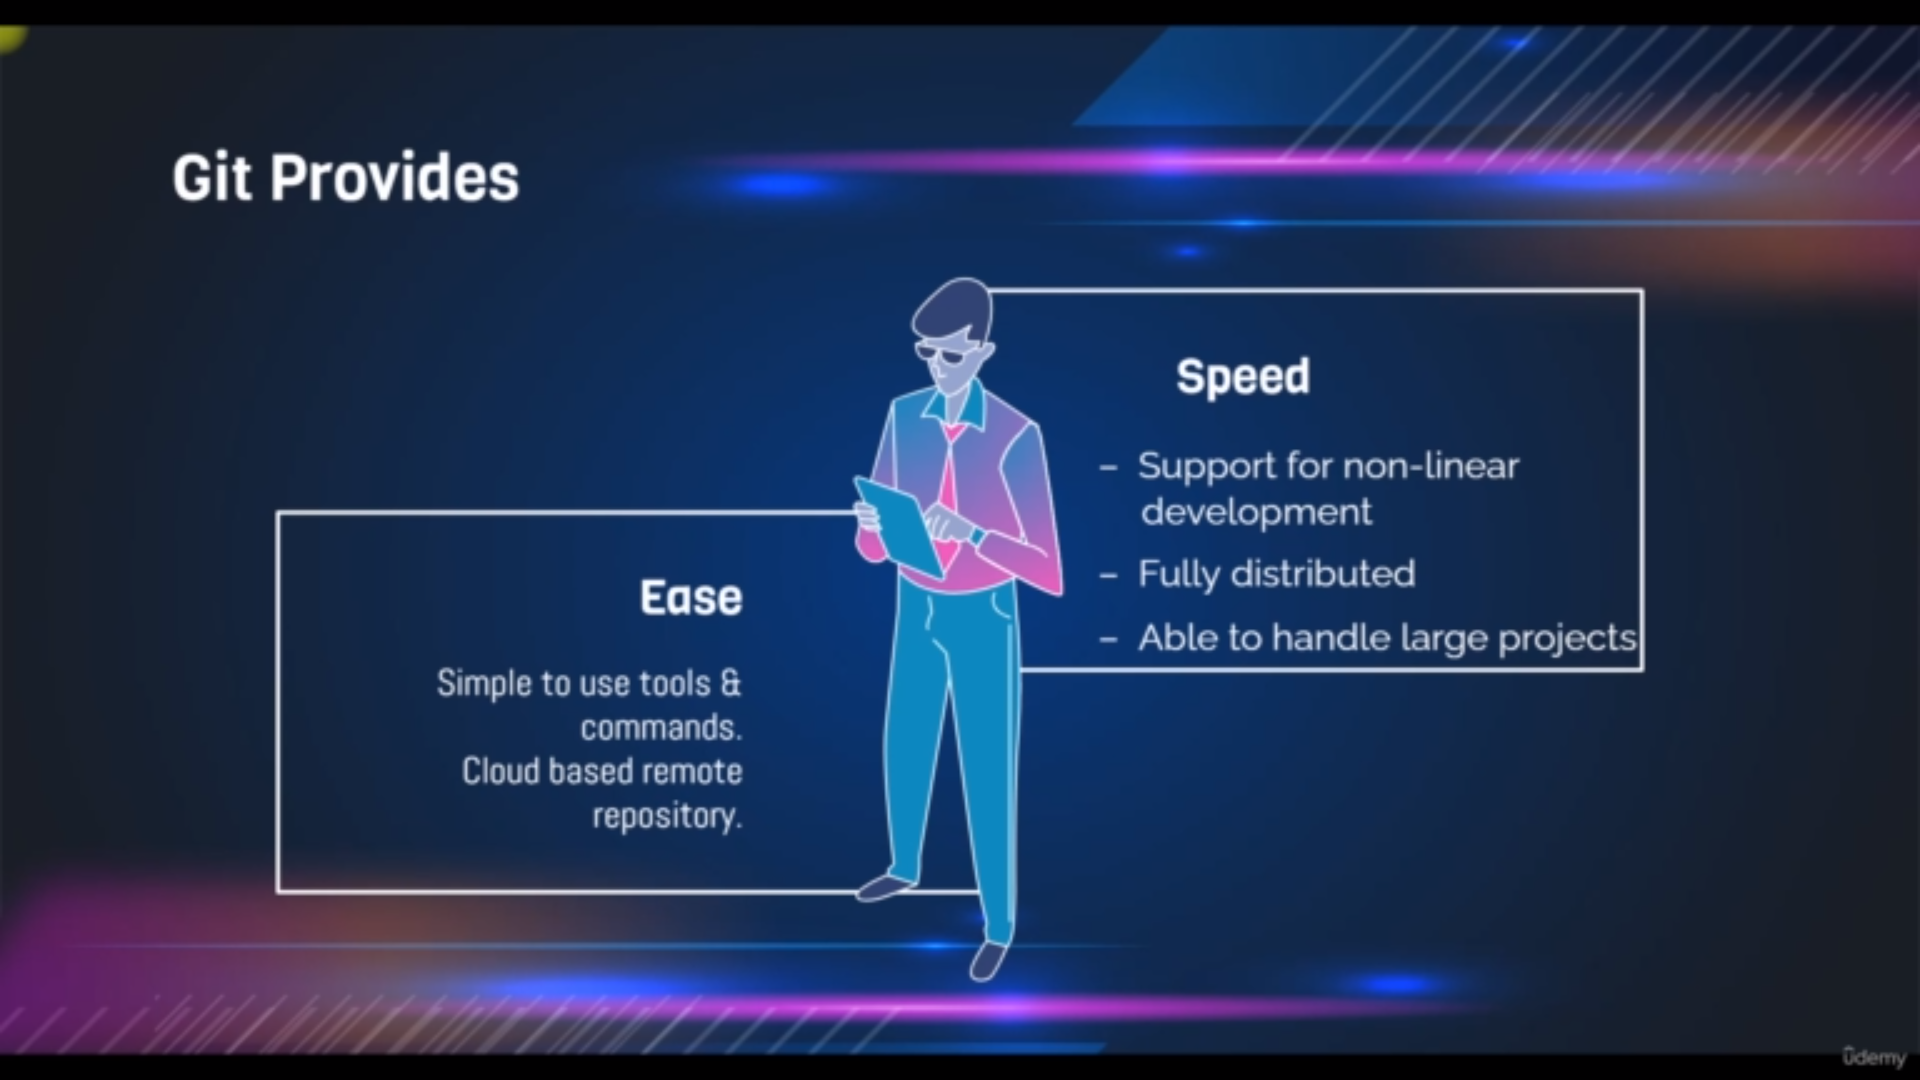 Git Provides
Speed
– Support for non-linear
development
– Fully distributed
– Able to handle large projects
Ease
Simple to use tools &
commands.
Cloud based remote
repository.
ûdemy